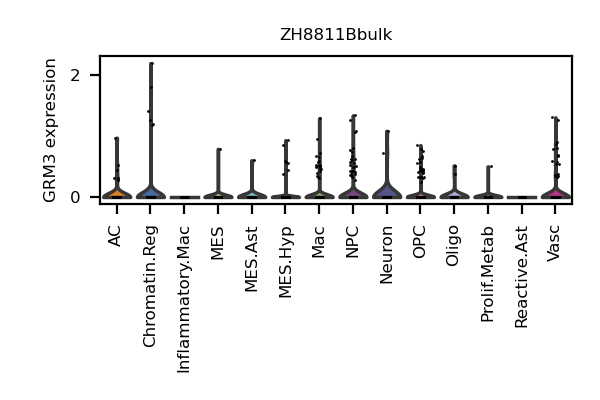 ZH8811Bbulk
GRM3 expression
2
0
AC
Chromatin.Reg
Inflammatory.Mac
MES
MES.Ast
MES.Hyp
Mac
NPC
Neuron
OPC
Oligo
Prolif.Metab
Reactive.Ast
Vasc